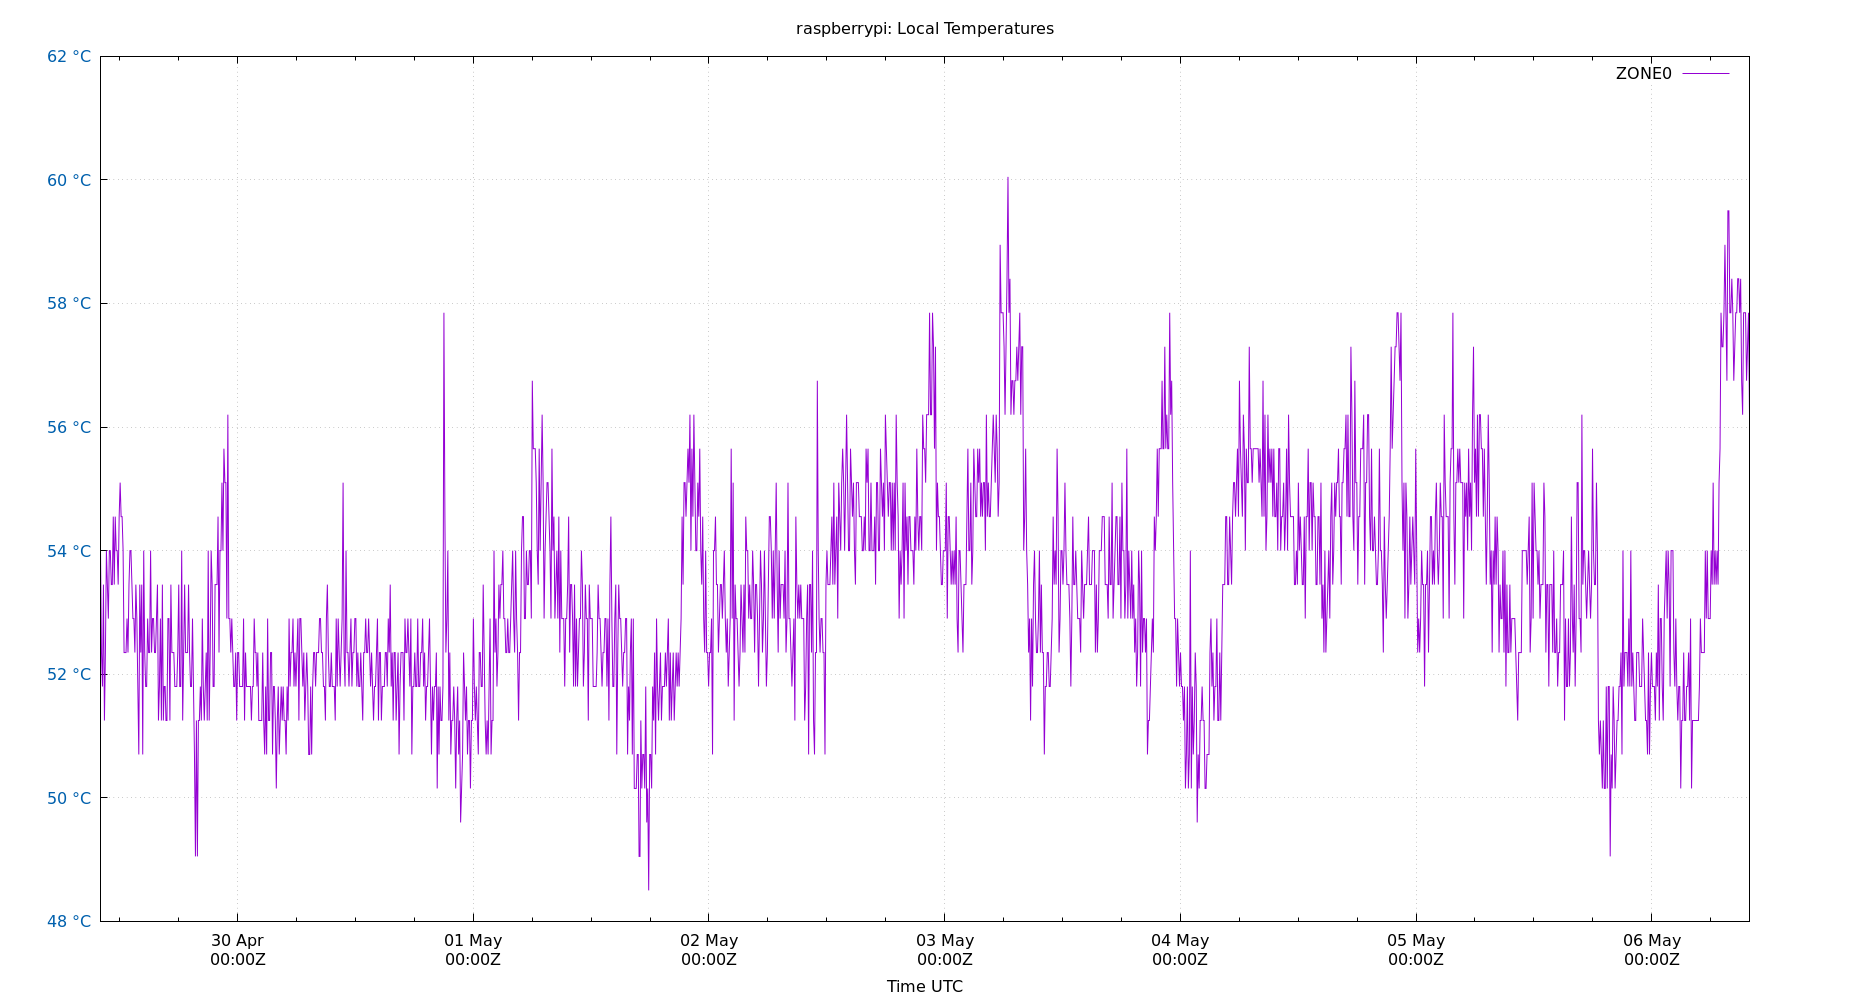 raspberrypi: Local Temperatures
62 °C
ZONE0
60 °C
58 °C
56 °C
54 °C
52 °C
50 °C
48 °C
30 Apr 01 May 02 May 03 May 04 May 05 May 06 May
00:00Z 00:00Z 00:00Z 00:00Z 00:00Z 00:00Z 00:00Z
Time UTC